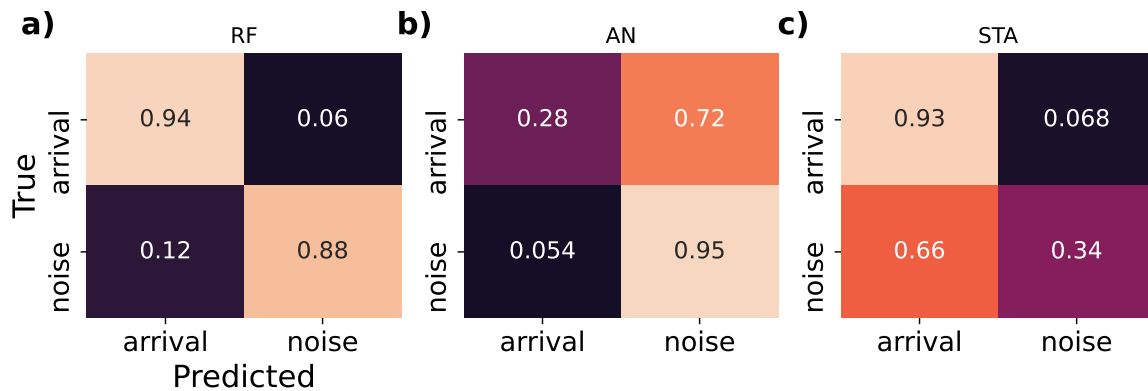 a) RF
b) AN
c) STA
True
arrival
noise
0.94 0.06
0.12 0.88
arrival noise
Predicted
arrival
noise
0.28 0.72
0.054 0.95
arrival noise
arrival
noise
0.93 0.068
0.66 0.34
arrival noise